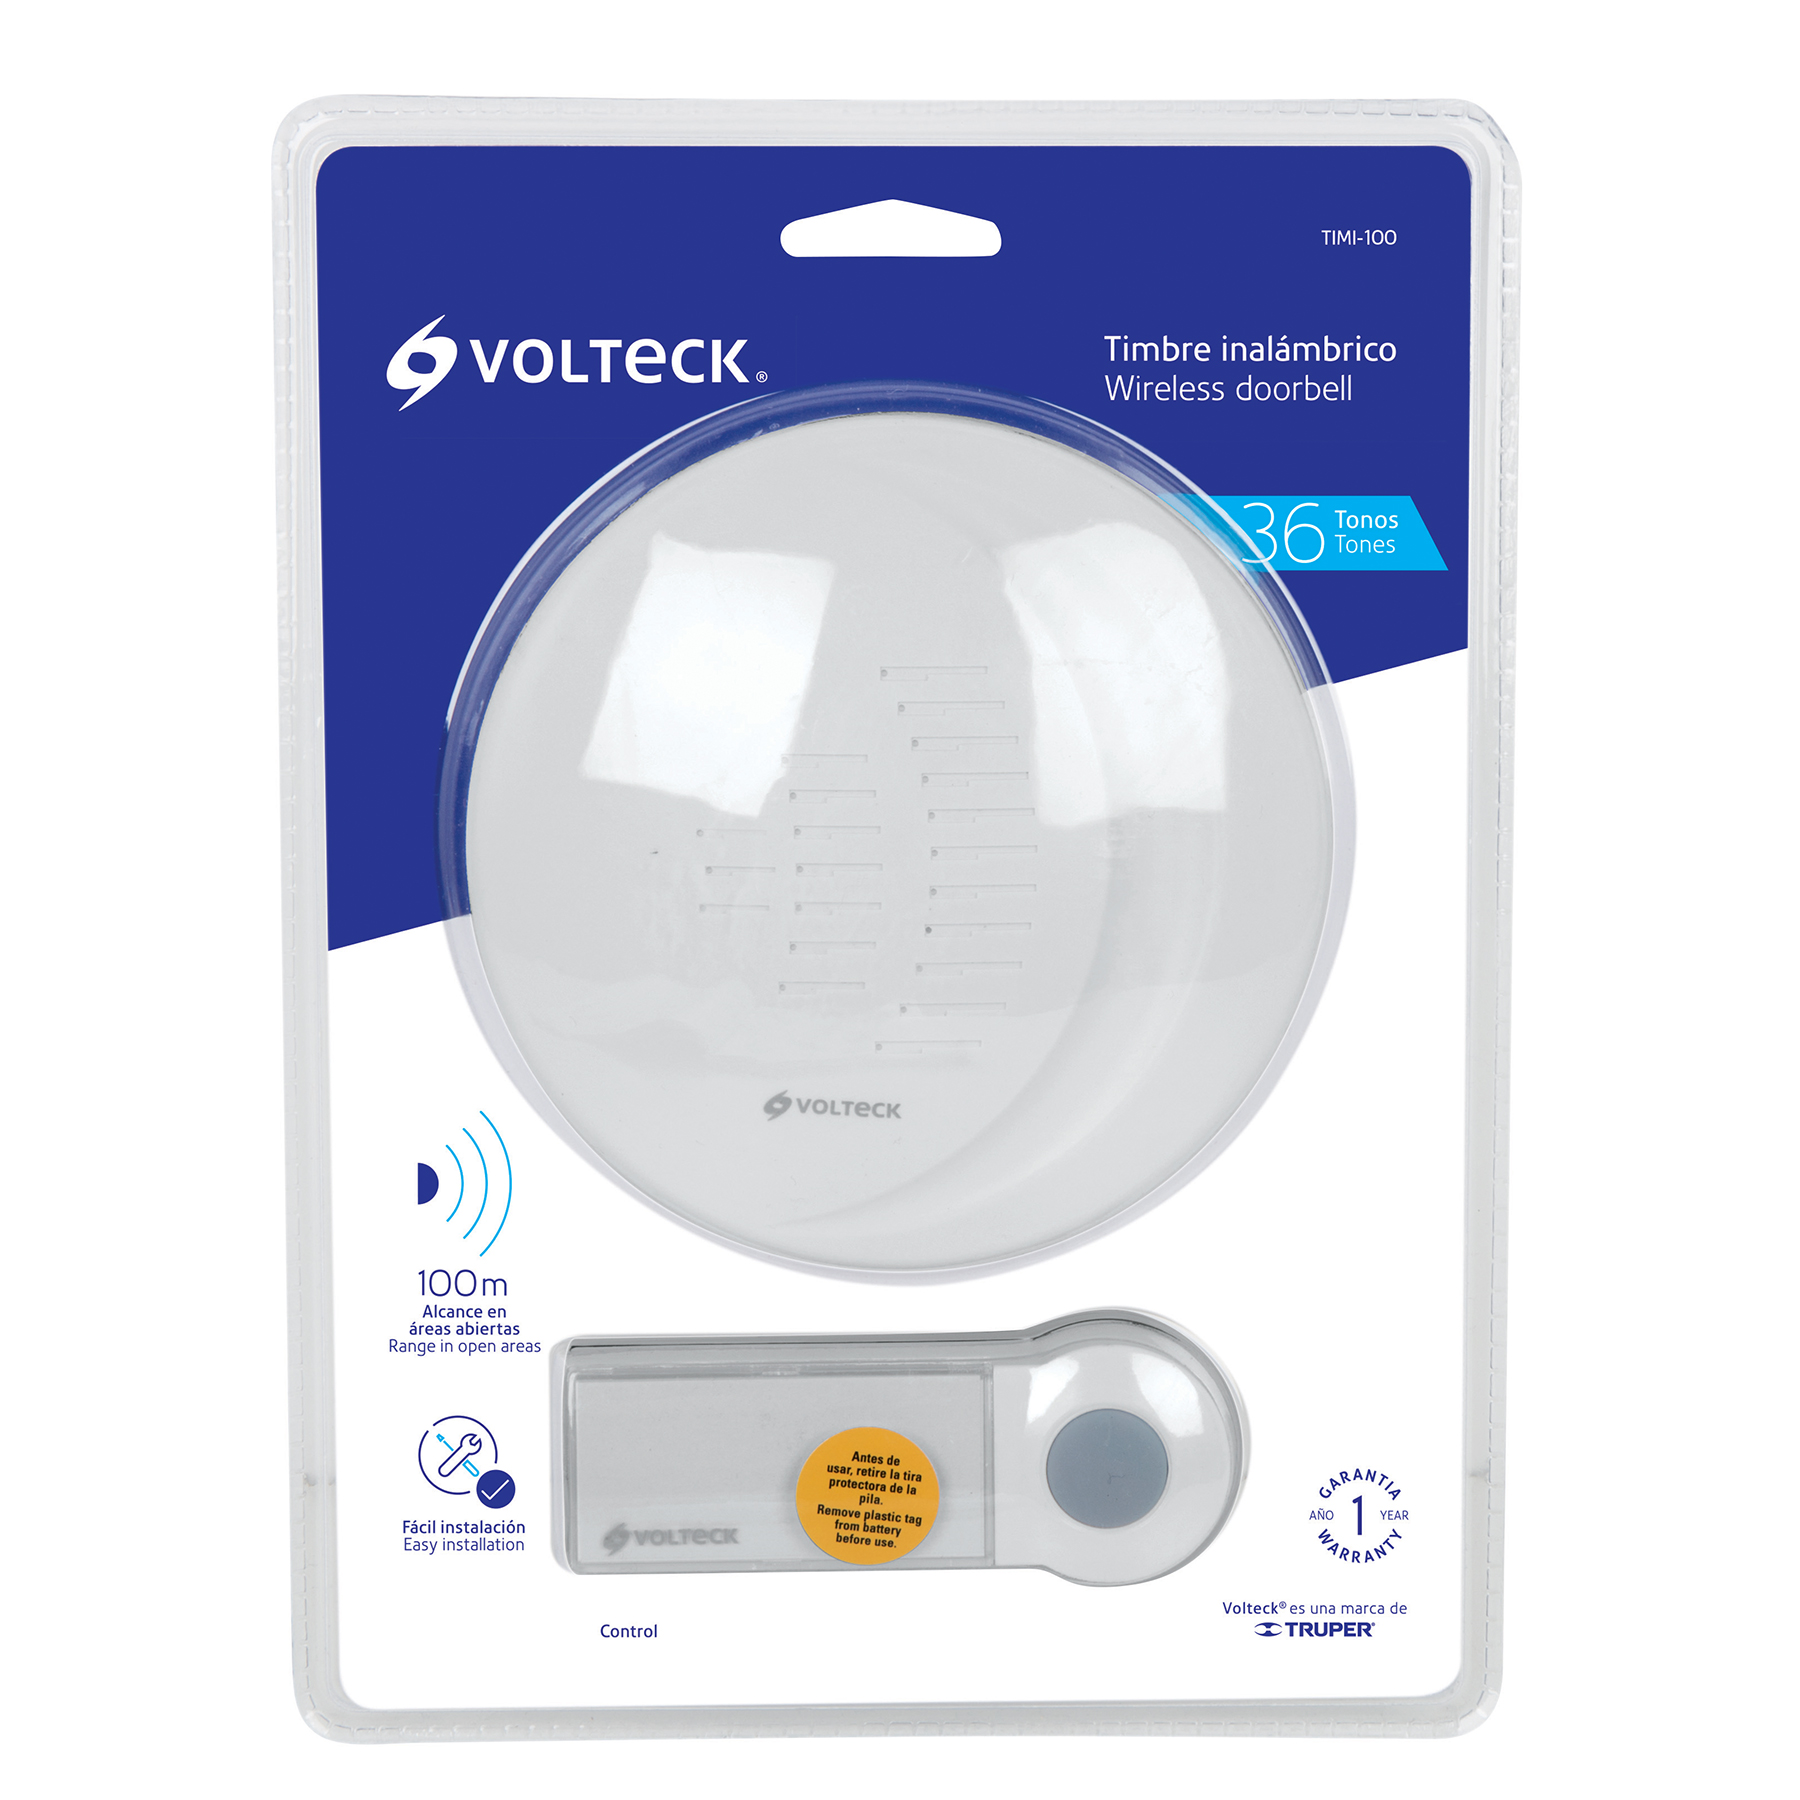 TIMI-100
VOLTECK®
Timbre inalámbrico
Wireless doorbell
36 Tonos
Tones
VOLTECK
100m
Alcance en
áreas abiertas
Range in open areas
Fácil instalación
Easy installation
VOLTECK
Antes de
usar, retire la tira
protectora de la
pila.
Remove plastic tag
from battery
before use.
Control
GARANTIA
AÑO 1 YEAR
WARRANTY
Volteck® es una marca de
TRUPER®